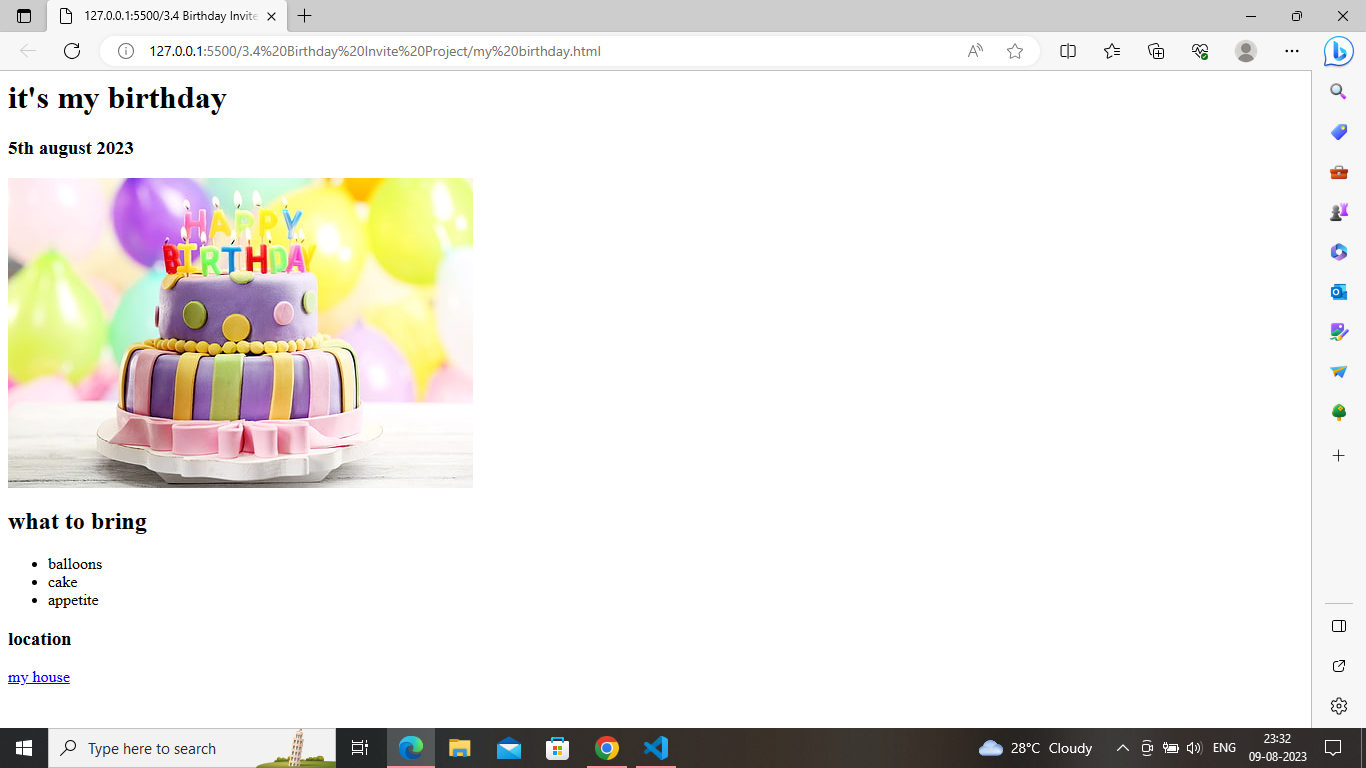 127.0.0.1:5500/3.4 Birthday Invite
127.0.0.1:5500/3.4%20Birthday%20Invite%20Project/my%20birthday.html
it's my birthday
5th august 2023
HAPPY
BIRTHDAY
what to bring
balloons
cake
appetite
location
my house
Type here to search
28°C Cloudy
ENG
23:32
09-08-2023